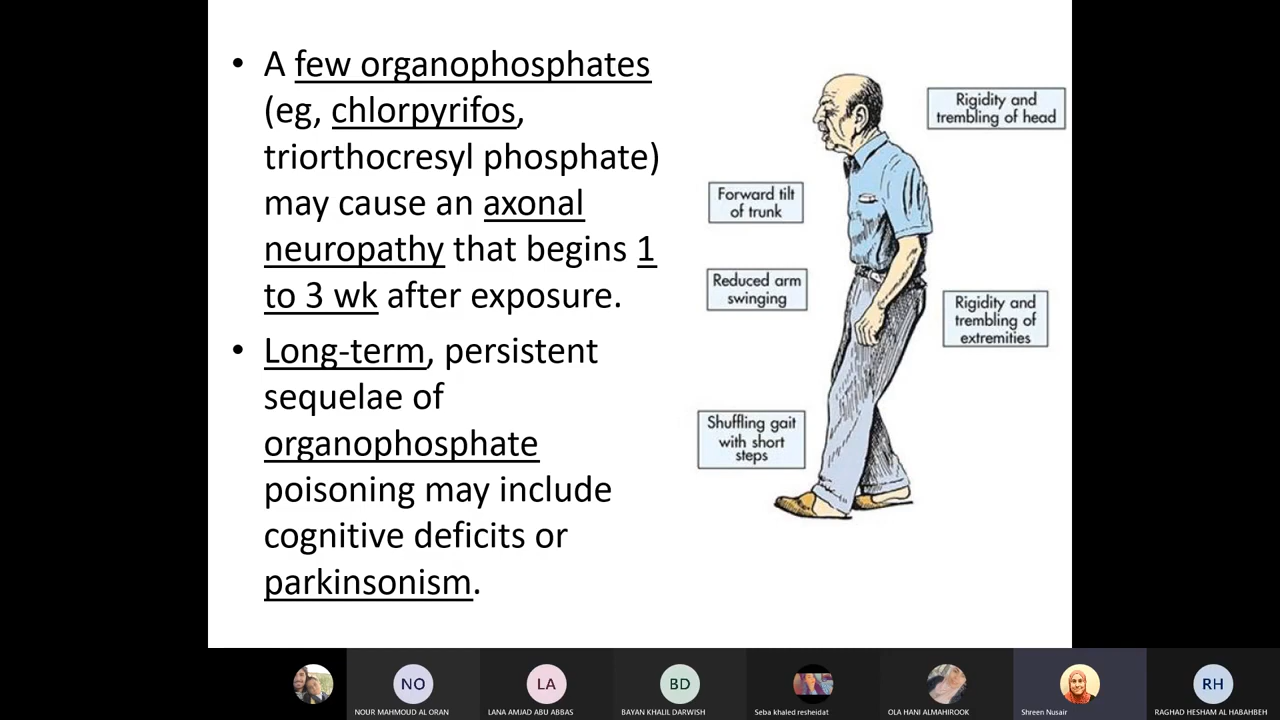 • A few organophosphates
(eg, chlorpyrifos,
triorthocresyl phosphate)
may cause an axonal
neuropathy that begins 1
to 3 wk after exposure.
• Long-term, persistent
sequelae of
organophosphate
poisoning may include
cognitive deficits or
parkinsonism.
Rigidity and
trembling of head
Forward tilt
of trunk
Reduced arm
swinging
Rigidity and
trembling of
extremities
Shuffling gait
with short
steps
NO
LA
BD
RH
NOUR MAHMOUD AL ORAN
LANA AMJAD ABU ABBAS
BAYAN KHALIL DARWISH
Seba khaled resheidat
OLA HANI ALMAHIROOK
Shreen Nusair
RAGHAD HESHAM AL HABAHBEH